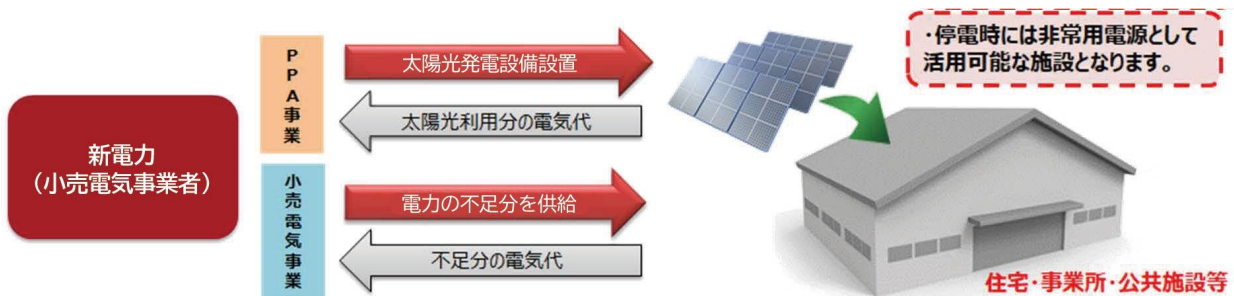 新電力
（小売電気事業者）
PPA事業
太陽光発電設備設置
太陽光利用分の電気代
小売電気事業
電力の不足分を供給
不足分の電気代
・停電時には非常用電源として
活用可能な施設となります。
住宅・事業所・公共施設等